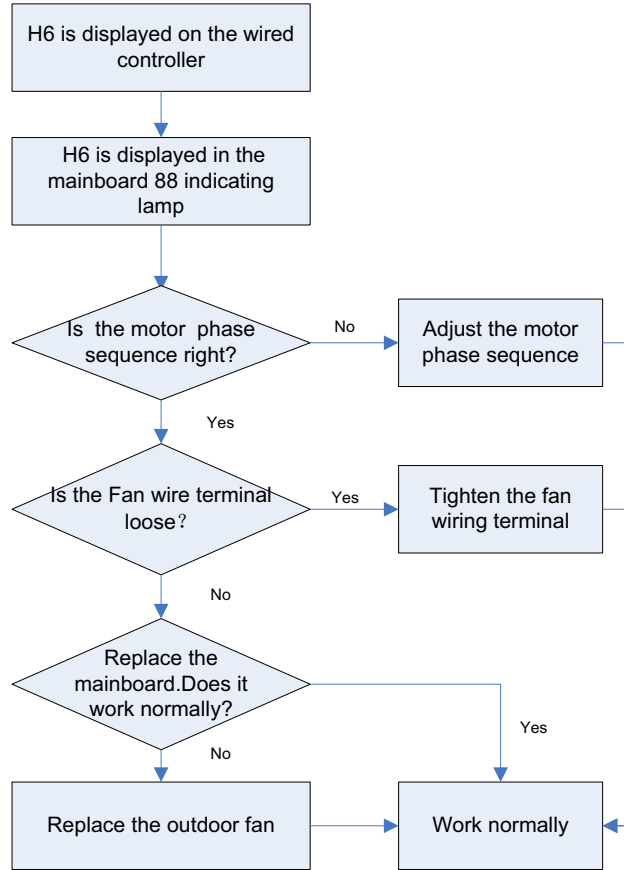 H6 is displayed on the wired
controller
H6 is displayed in the
mainboard 88 indicating
lamp
Is the motor phase
sequence right?
No
Adjust the motor
phase sequence
Yes
Is the Fan wire terminal
loose？
Yes
Tighten the fan
wiring terminal
No
Replace the
mainboard.Does it
work normally?
Yes
No
Replace the outdoor fan
Work normally